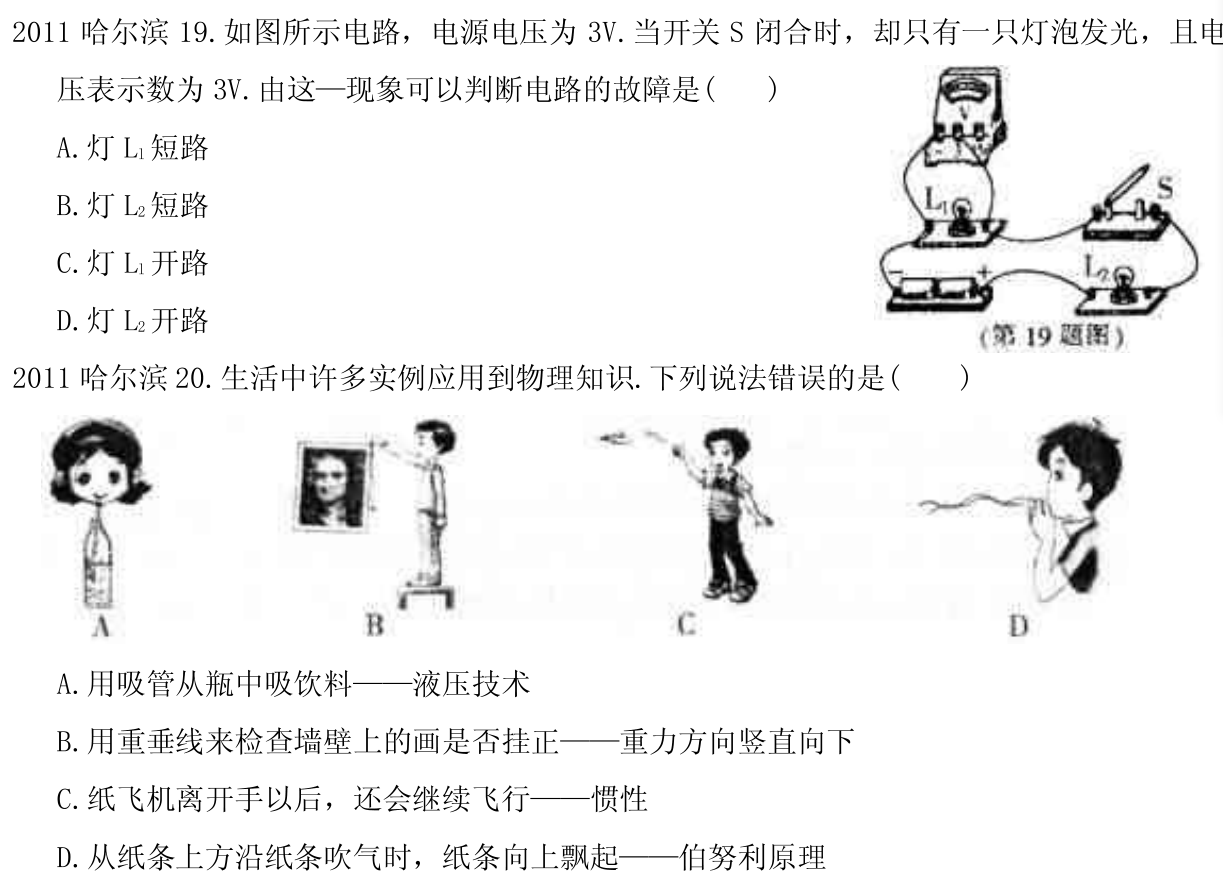 2011 哈尔滨 19.如图所示电路，电源电压为 3V.当开关 S 闭合时，却只有一只灯泡发光，且电
压表示数为 3V.由这—现象可以判断电路的故障是(    )
A.灯 L₁短路
B.灯 L₂短路
C.灯 L₁开路
D.灯 L₂开路
V
L₁
S
- +
L₂
(第 19 题图)
2011 哈尔滨 20.生活中许多实例应用到物理知识.下列说法错误的是(    )
A B C D
A.用吸管从瓶中吸饮料——液压技术
B.用重垂线来检查墙壁上的画是否挂正——重力方向竖直向下
C.纸飞机离开手以后，还会继续飞行——惯性
D.从纸条上方沿纸条吹气时，纸条向上飘起——伯努利原理